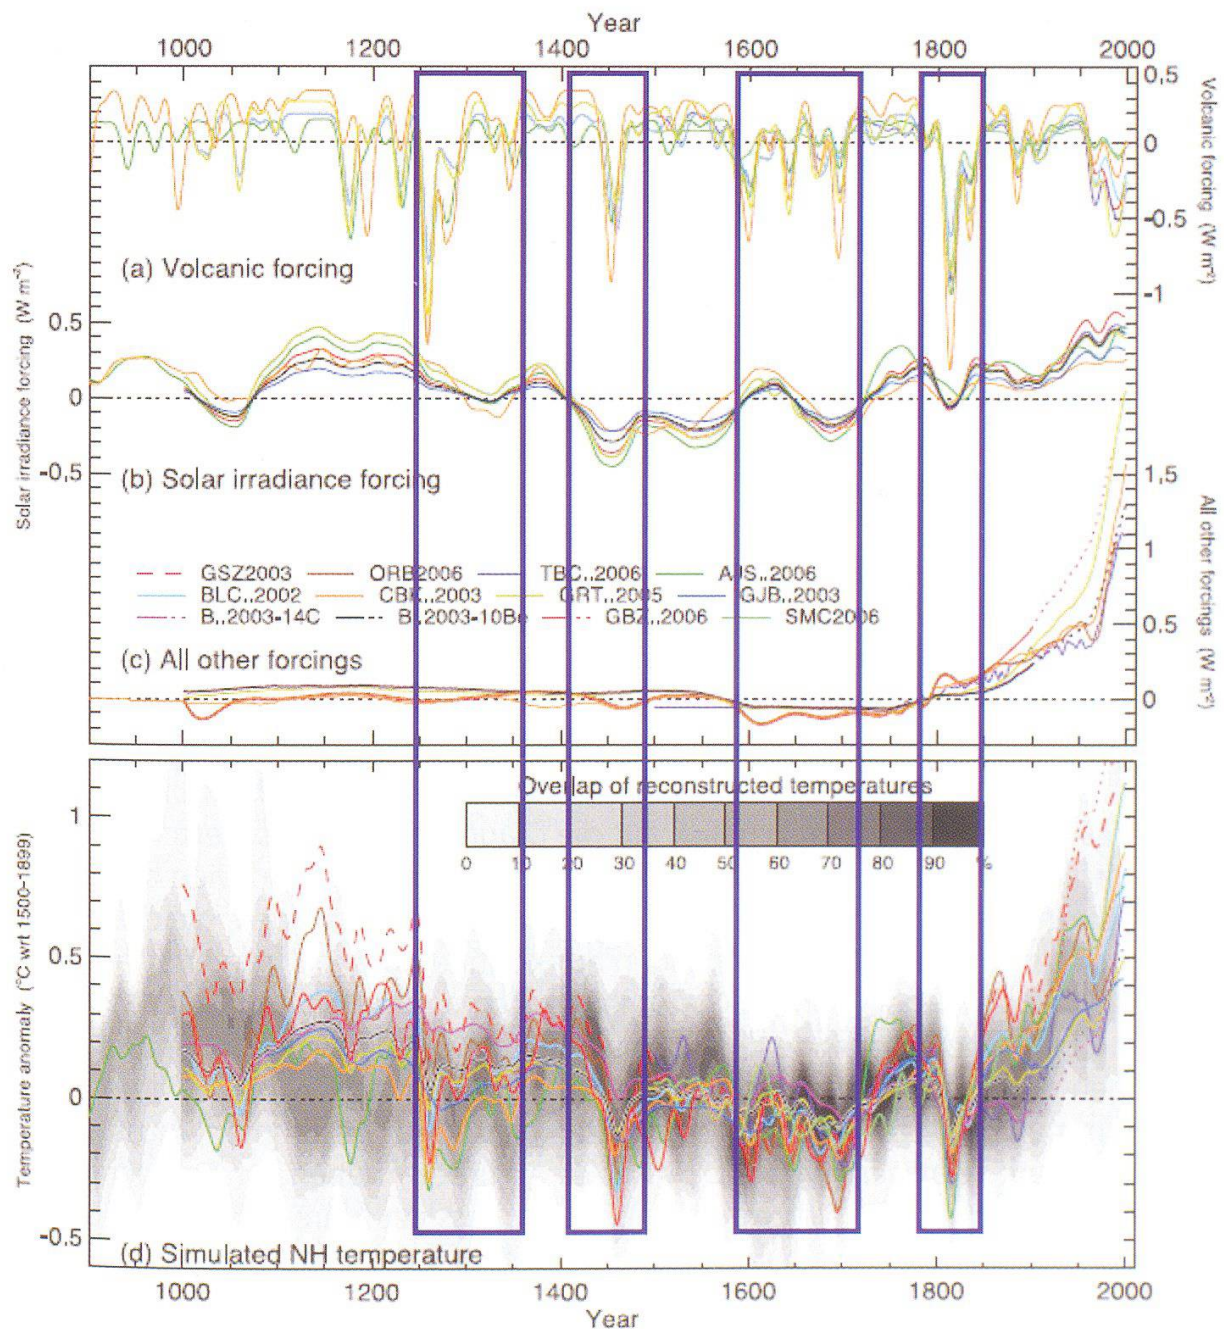 Year
1000 1200 1400 1600 1800 2000
0.5
0
-0.5
-1
Volcanic forcing (W m⁻²)
(a) Volcanic forcing
Solar irradiance forcing (W m⁻²)
0.5
0
-0.5
(b) Solar irradiance forcing
1.5
1
0.5
0
All other forcings (W m⁻²)
GSZ2003 ORB2006 TBC..2006 AJS..2006
BLC..2002 CBK..2003 GRT..2005 GJB..2003
B..2003-14C B..2003-10Be GBZ..2006 SMC2006
(c) All other forcings
Overlap of reconstructed temperatures
0 10 20 30 40 50 60 70 80 90 %
Temperature anomaly (°C wrt 1500-1899)
1
0.5
0
-0.5
(d) Simulated NH temperature
1000 1200 1400 1600 1800 2000
Year